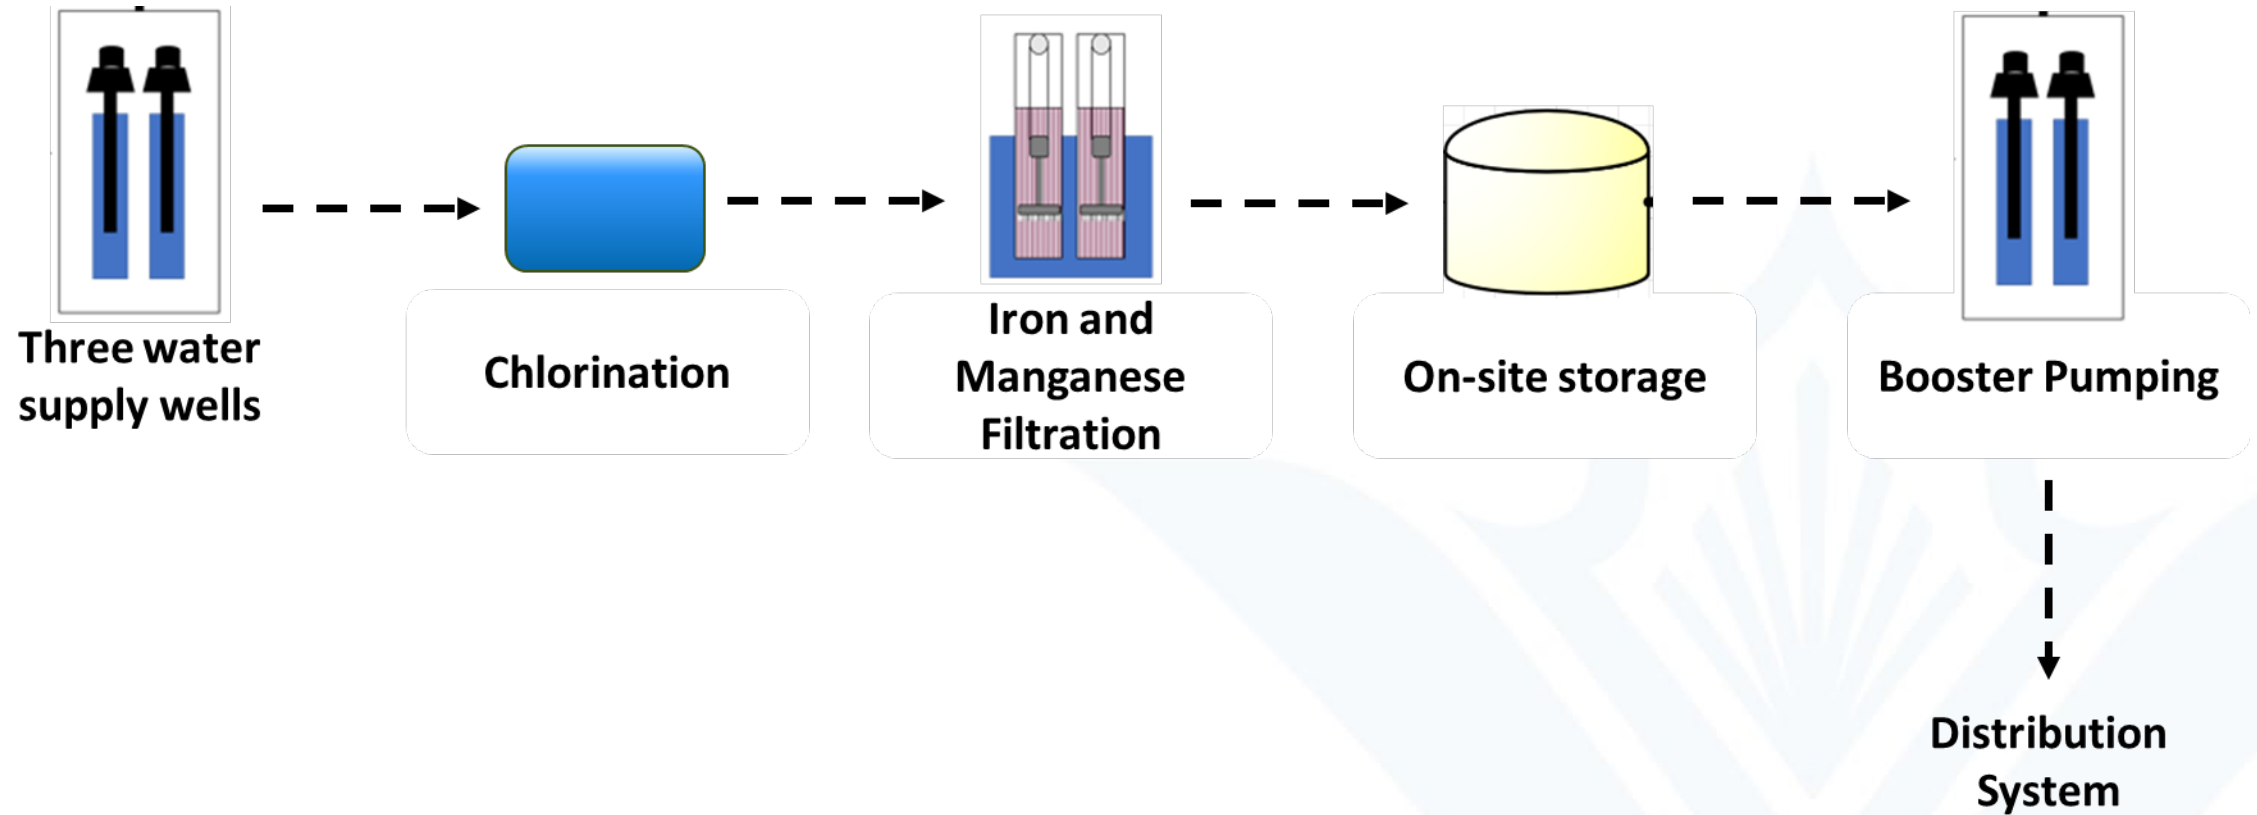 Three water
supply wells
Chlorination
Iron and
Manganese
Filtration
On-site storage
Booster Pumping
Distribution
System